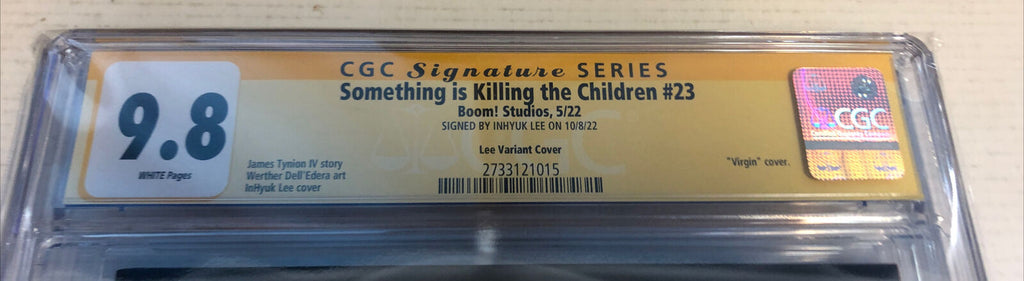 CGC Signature SERIES
Something is Killing the Children #23
Boom! Studios, 5/22
SIGNED BY INHYUK LEE ON 10/8/22
Lee Variant Cover
2733121015
9.8
WHITE Pages
James Tynion IV story
Werther Dell'Edera art
InHyuk Lee cover
"Virgin" cover.
CGC